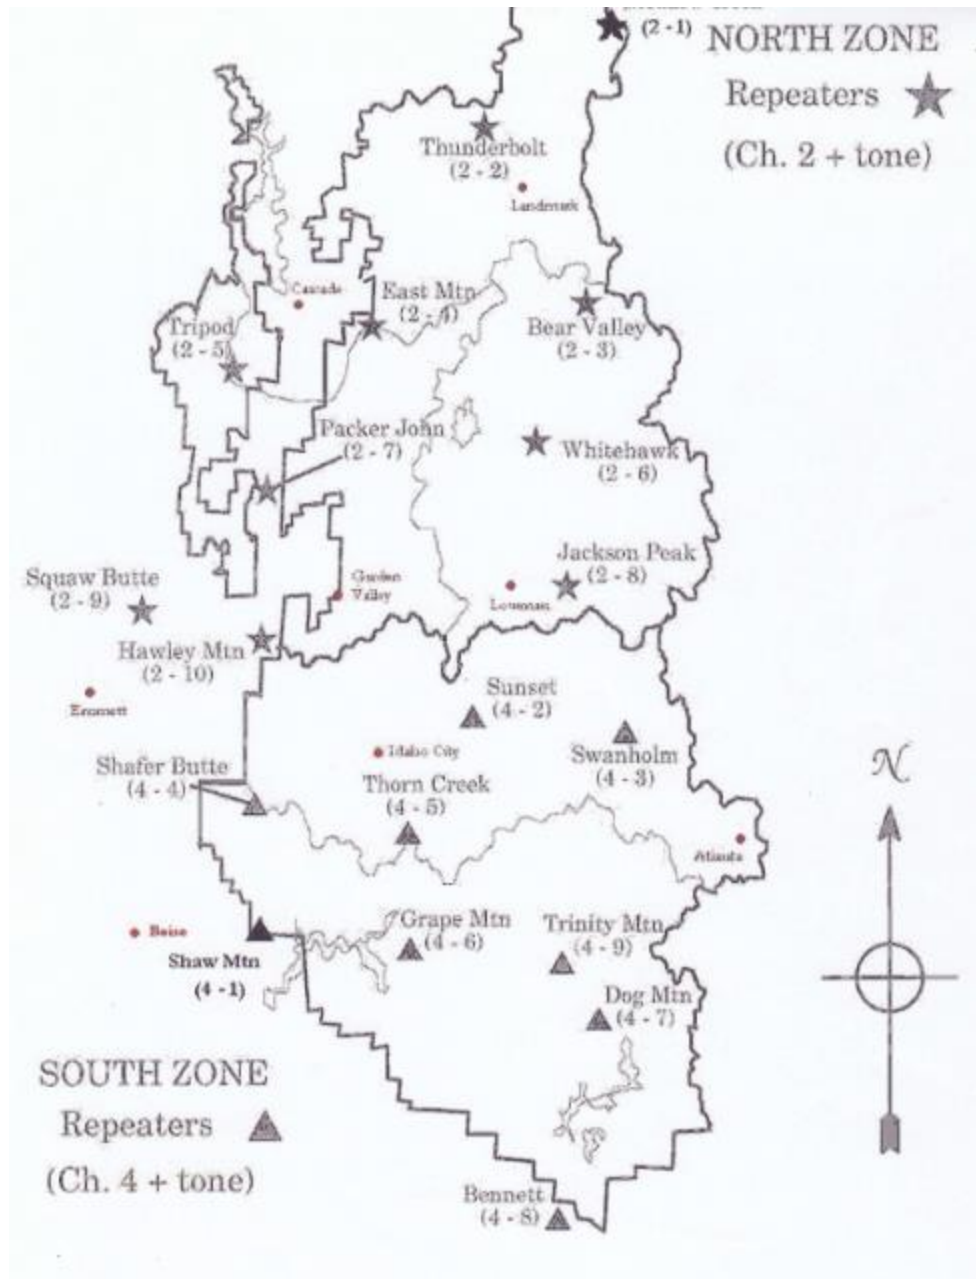 (2 -1)
NORTH ZONE
Repeaters
(Ch. 2 + tone)
Thunderbolt
(2 - 2)
Landmark
Cascade
East Mtn
(2 - 4)
Bear Valley
(2 - 3)
Tripod
(2 - 5)
Packer John
(2 - 7)
Whitehawk
(2 - 6)
Jackson Peak
(2 - 8)
Squaw Butte
(2 - 9)
Garden
Valley
Lowman
Hawley Mtn
(2 - 10)
Emmett
Sunset
(4 - 2)
Idaho City
Swanholm
(4 - 3)
Shafer Butte
(4 - 4)
Thorn Creek
(4 - 5)
N
Atlanta
Boise
Grape Mtn
(4 - 6)
Trinity Mtn
(4 - 9)
Shaw Mtn
(4 -1)
Dog Mtn
(4 - 7)
SOUTH ZONE
Repeaters
(Ch. 4 + tone)
Bennett
(4 - 8)